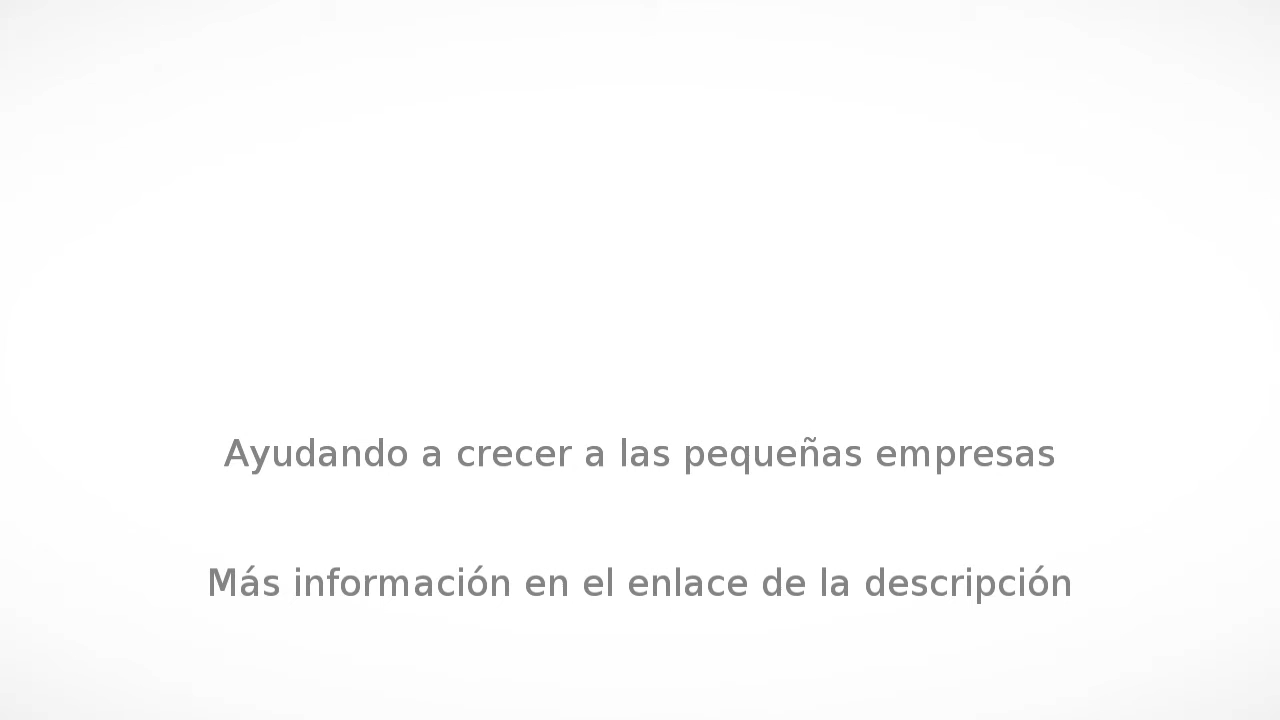 Ayudando a crecer a las pequeñas empresas
Más información en el enlace de la descripción